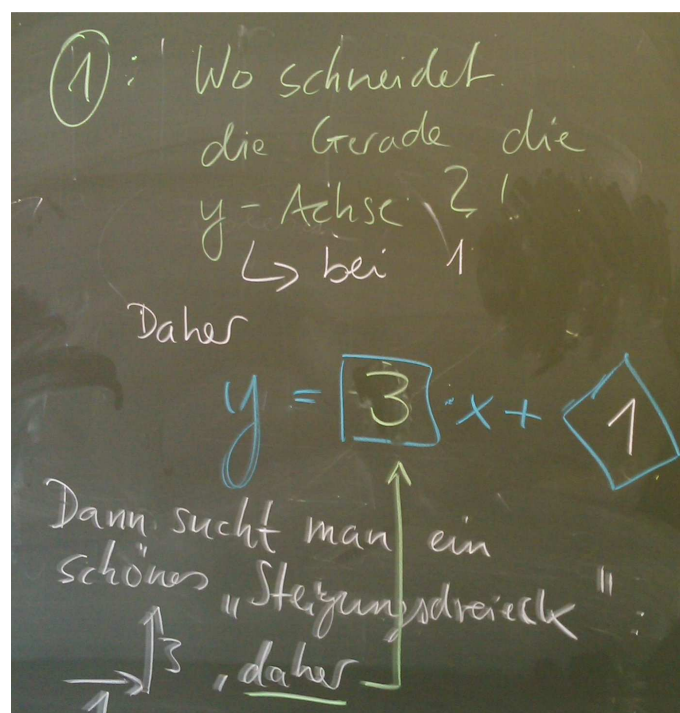 1: Wo schneidet
die Gerade die
y-Achse ?
↳ bei 1
Daher
y = 3 · x + 1
Dann sucht man ein
schönes „Steigungsdreieck":
3 , daher
1